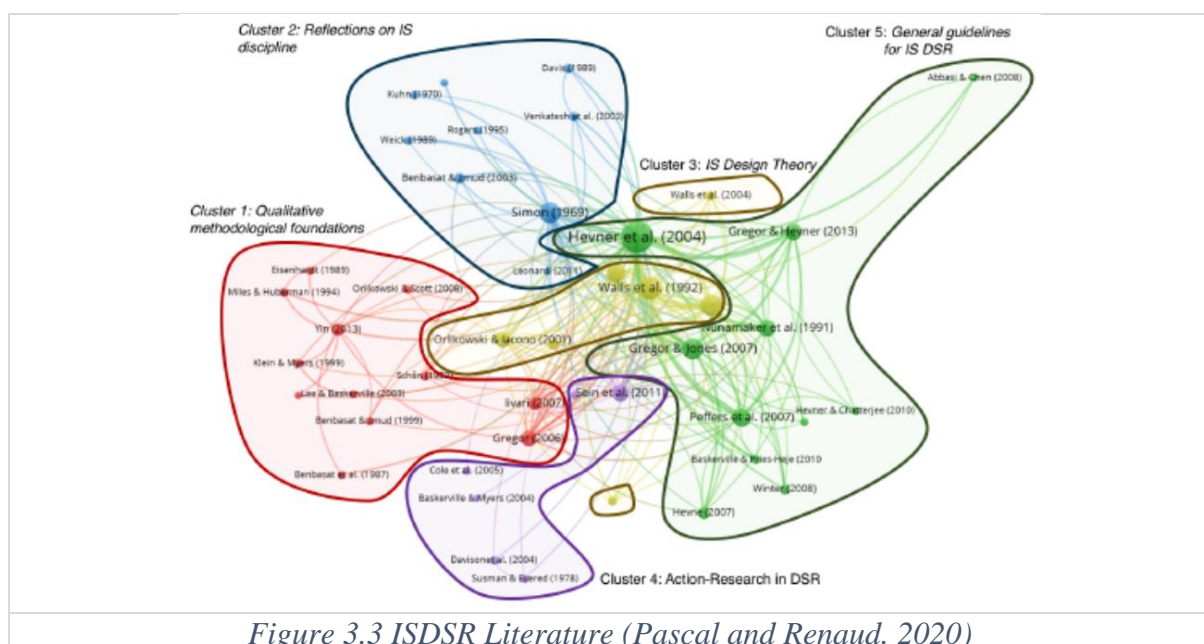 Cluster 2: Reflections on IS
discipline
Cluster 5: General guidelines
for IS DSR
Davis (1989)
Abbasi & Chen (2008)
Kuhn (1970)
Venkatesh et al. (2003)
Rogers (1995)
Weick (1989)
Cluster 3: IS Design Theory
Benbasat & Zmud (2003)
Walls et al. (2004)
Cluster 1: Qualitative
methodological foundations
Simon (1969)
Hevner et al. (2004)
Gregor & Hevner (2013)
Eisenhardt (1989)
Leonardi (2011)
Miles & Huberman (1994)
Orlikowski & Scott (2008)
Walls et al. (1992)
Yin (2013)
Nunamaker et al. (1991)
Orlikowski & Iacono (2001)
Gregor & Jones (2007)
Klein & Myers (1999)
Schön
Lee & Baskerville (2003)
Sein et al. (2011)
Iivari (2007)
Hevner & Chatterjee (2010)
Benbasat & Zmud (1999)
Peffers et al. (2007)
Gregor (2006)
Baskerville & Pries-Heje (2010
Cole et al. (2005)
Benbasat et al. (1987)
Winter (2008)
Baskerville & Myers (2004)
Hevne (2007)
Davison et al. (2004)
Susman & Evered (1978)
Cluster 4: Action-Research in DSR
Figure 3.3 ISDSR Literature (Pascal and Renaud, 2020)